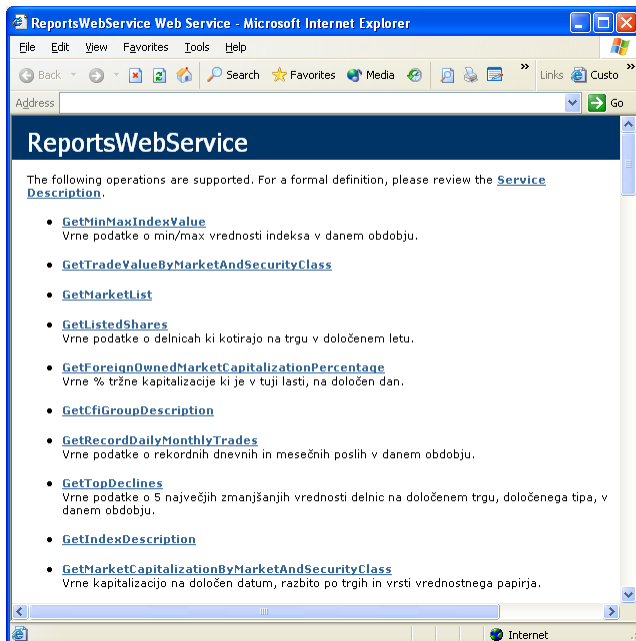 ReportsWebService Web Service - Microsoft Internet Explorer
File Edit View Favorites Tools Help
Back Search Favorites Media » Links Custo »
Address Go
ReportsWebService
The following operations are supported. For a formal definition, please review the Service
Description.
GetMinMaxIndexValue
Vrne podatke o min/max vrednosti indeksa v danem obdobju.
GetTradeValueByMarketAndSecurityClass
GetMarketList
GetListedShares
Vrne podatke o delnicah ki kotirajo na trgu v določenem letu.
GetForeignOwnedMarketCapitalizationPercentage
Vrne % tržne kapitalizacije ki je v tuji lasti, na določen dan.
GetCfiGroupDescription
GetRecordDailyMonthlyTrades
Vrne podatke o rekordnih dnevnih in mesečnih poslih v danem obdobju.
GetTopDeclines
Vrne podatke o 5 največjih zmanjšanjih vrednosti delnic na določenem trgu, določenega tipa, v
danem obdobju.
GetIndexDescription
GetMarketCapitalizationByMarketAndSecurityClass
Vrne kapitalizacijo na določen datum, razbito po trgih in vrsti vrednostnega papirja.
Internet